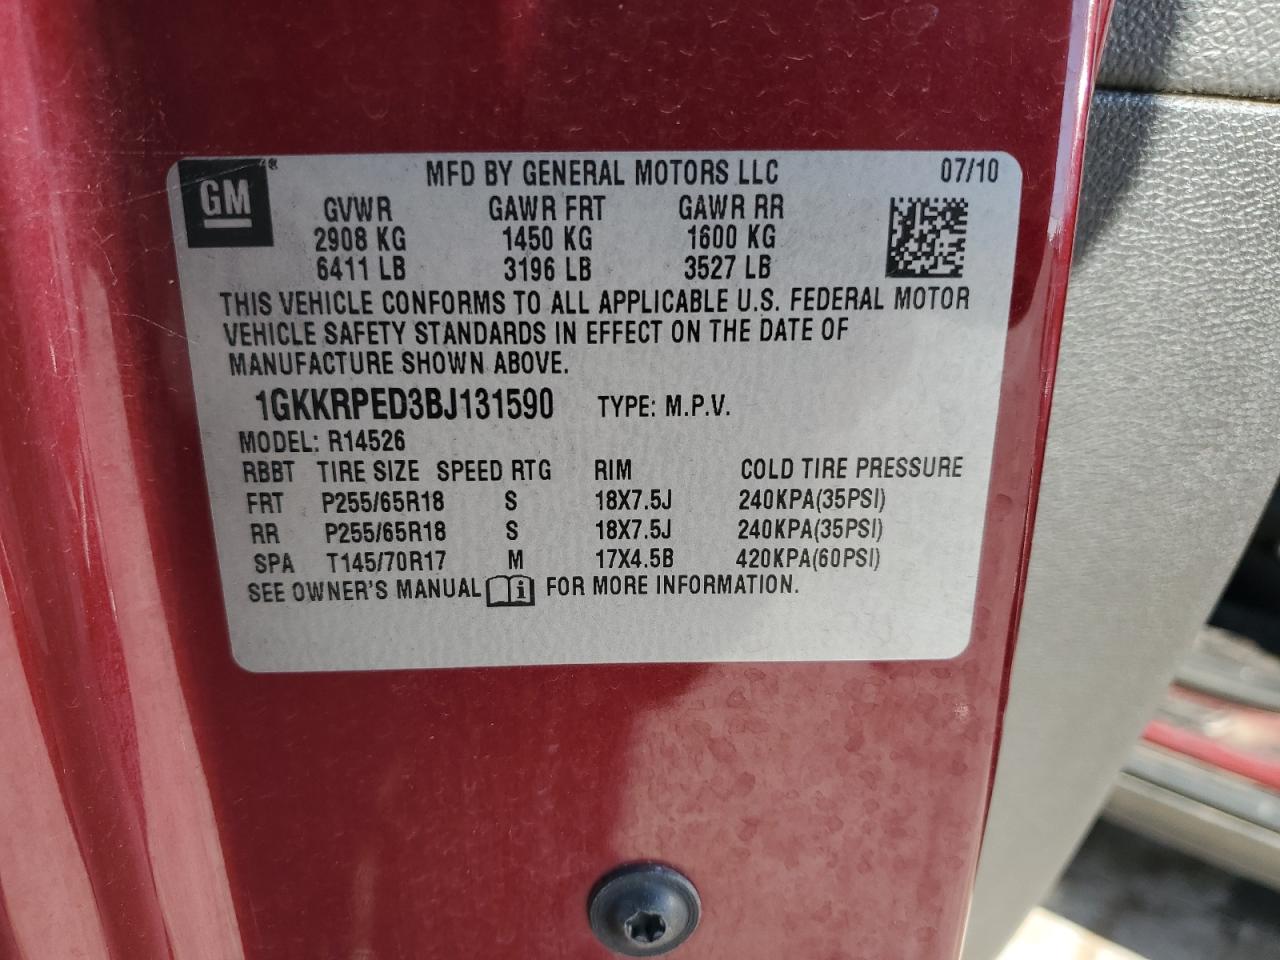 GM®
MFD BY GENERAL MOTORS LLC 07/10
GVWR GAWR FRT GAWR RR
2908 KG 1450 KG 1600 KG
6411 LB 3196 LB 3527 LB
THIS VEHICLE CONFORMS TO ALL APPLICABLE U.S. FEDERAL MOTOR
VEHICLE SAFETY STANDARDS IN EFFECT ON THE DATE OF
MANUFACTURE SHOWN ABOVE.
1GKKRPED3BJ131590 TYPE: M.P.V.
MODEL: R14526
RBBT TIRE SIZE SPEED RTG RIM COLD TIRE PRESSURE
FRT P255/65R18 S 18X7.5J 240KPA(35PSI)
RR P255/65R18 S 18X7.5J 240KPA(35PSI)
SPA T145/70R17 M 17X4.5B 420KPA(60PSI)
SEE OWNER'S MANUAL i FOR MORE INFORMATION.